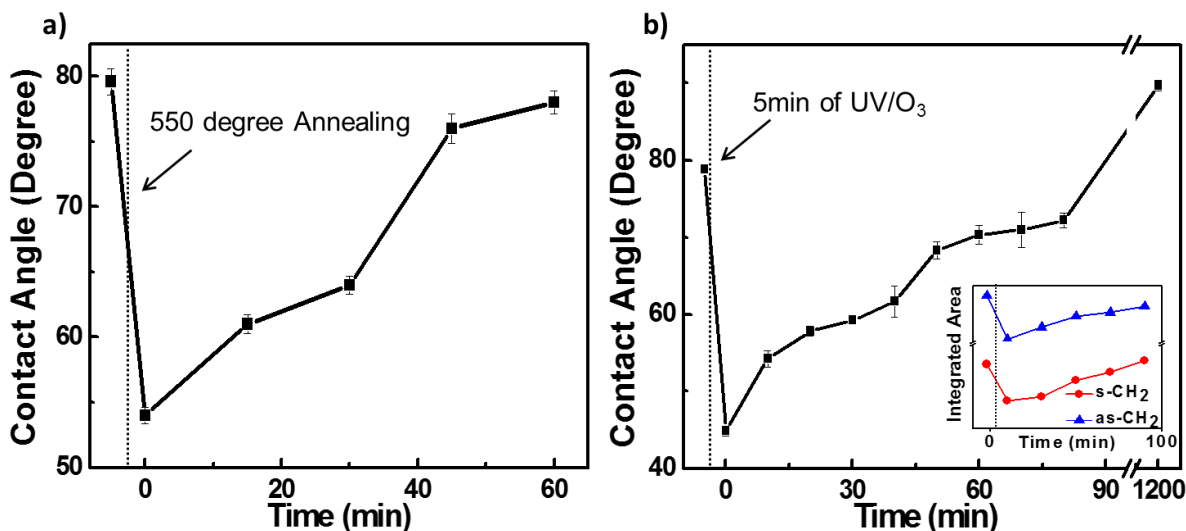 a)
Contact Angle (Degree)
80
70
60
50
550 degree Annealing
0
20
40
60
Time (min)
b)
Contact Angle (Degree)
80
60
40
5min of UV/O₃
Integrated Area
s-CH₂
as-CH₂
0
100
Time (min)
0
30
60
90
1200
Time (min)